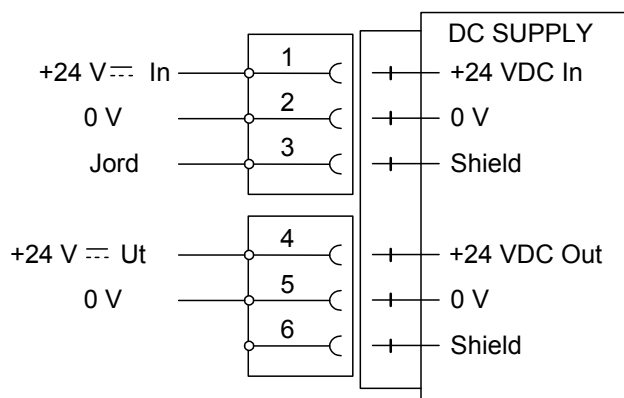 DC SUPPLY
+24 V ⎓ In 1 +24 VDC In
0 V 2 0 V
Jord 3 Shield
+24 V ⎓ Ut 4 +24 VDC Out
0 V 5 0 V
6 Shield